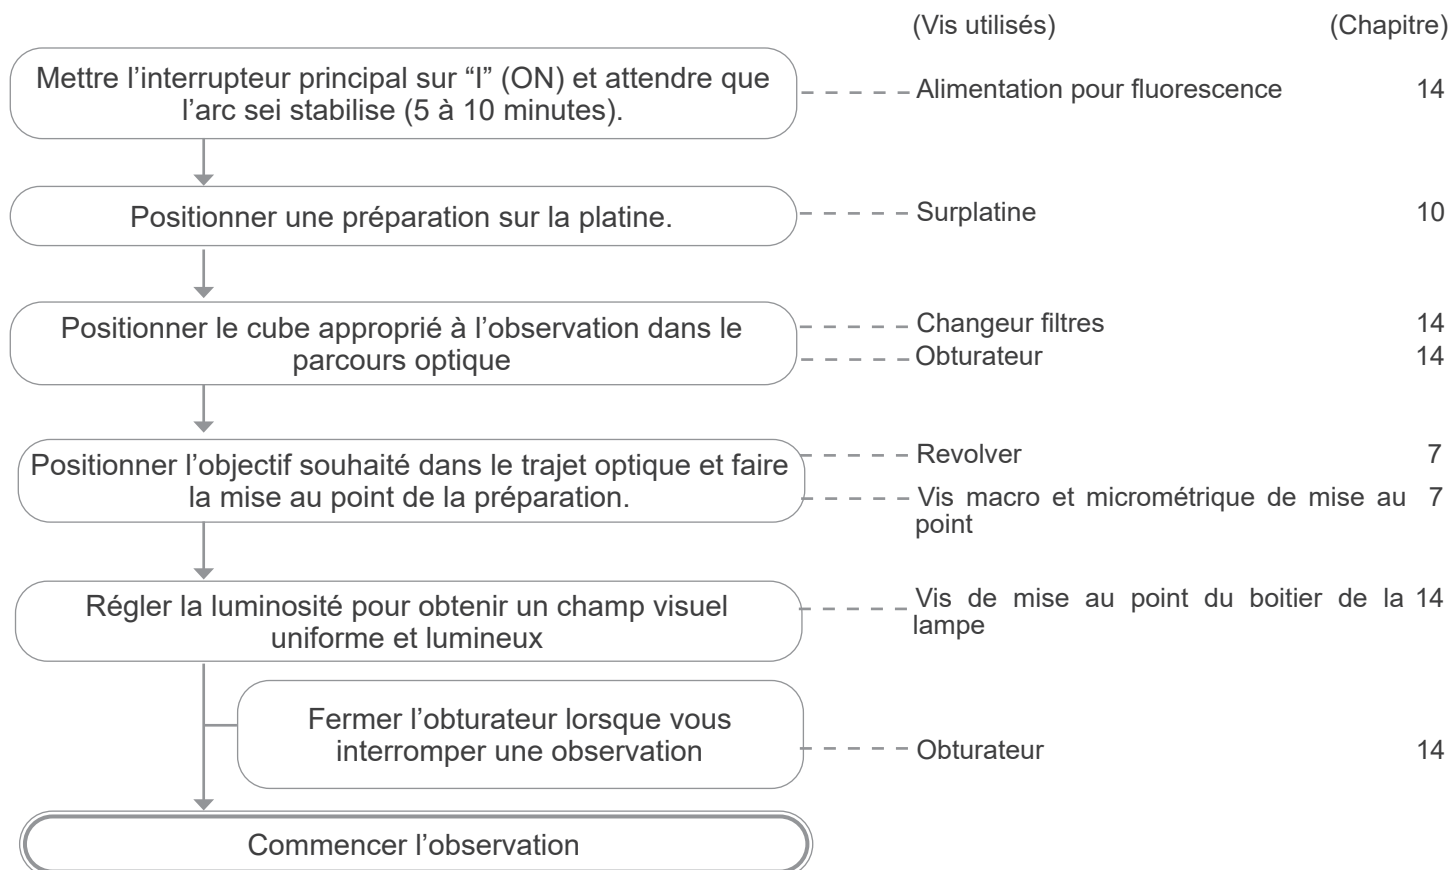 (Vis utilisés) (Chapitre)
Mettre l’interrupteur principal sur “I” (ON) et attendre que
l’arc sei stabilise (5 à 10 minutes).
Alimentation pour fluorescence 14
Positionner une préparation sur la platine.
Surplatine 10
Positionner le cube approprié à l’observation dans le
parcours optique
Changeur filtres 14
Obturateur 14
Positionner l’objectif souhaité dans le trajet optique et faire
la mise au point de la préparation.
Revolver 7
Vis macro et micrométrique de mise au 7
point
Régler la luminosité pour obtenir un champ visuel
uniforme et lumineux
Vis de mise au point du boitier de la 14
lampe
Fermer l’obturateur lorsque vous
interromper une observation
Obturateur 14
Commencer l’observation